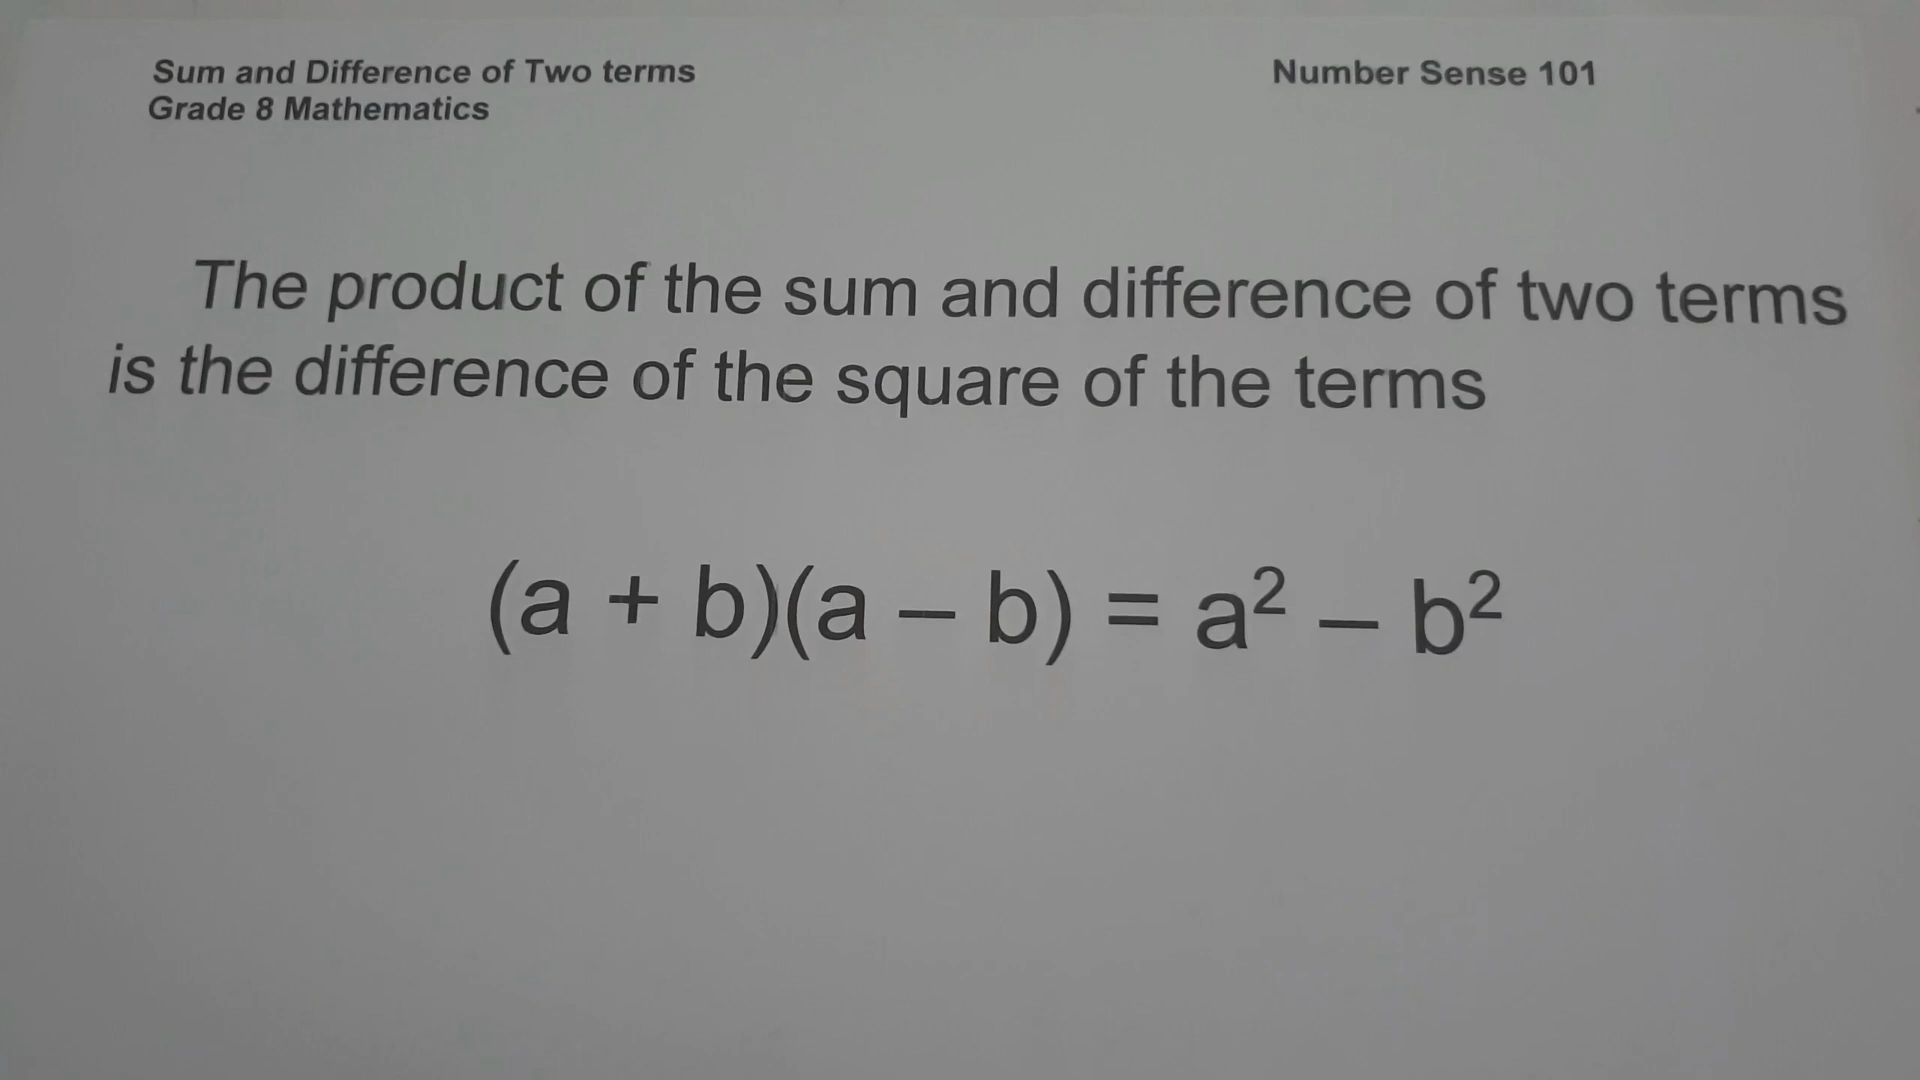 Sum and Difference of Two terms
Grade 8 Mathematics
Number Sense 101
The product of the sum and difference of two terms
is the difference of the square of the terms
(a + b)(a – b) = a² – b²